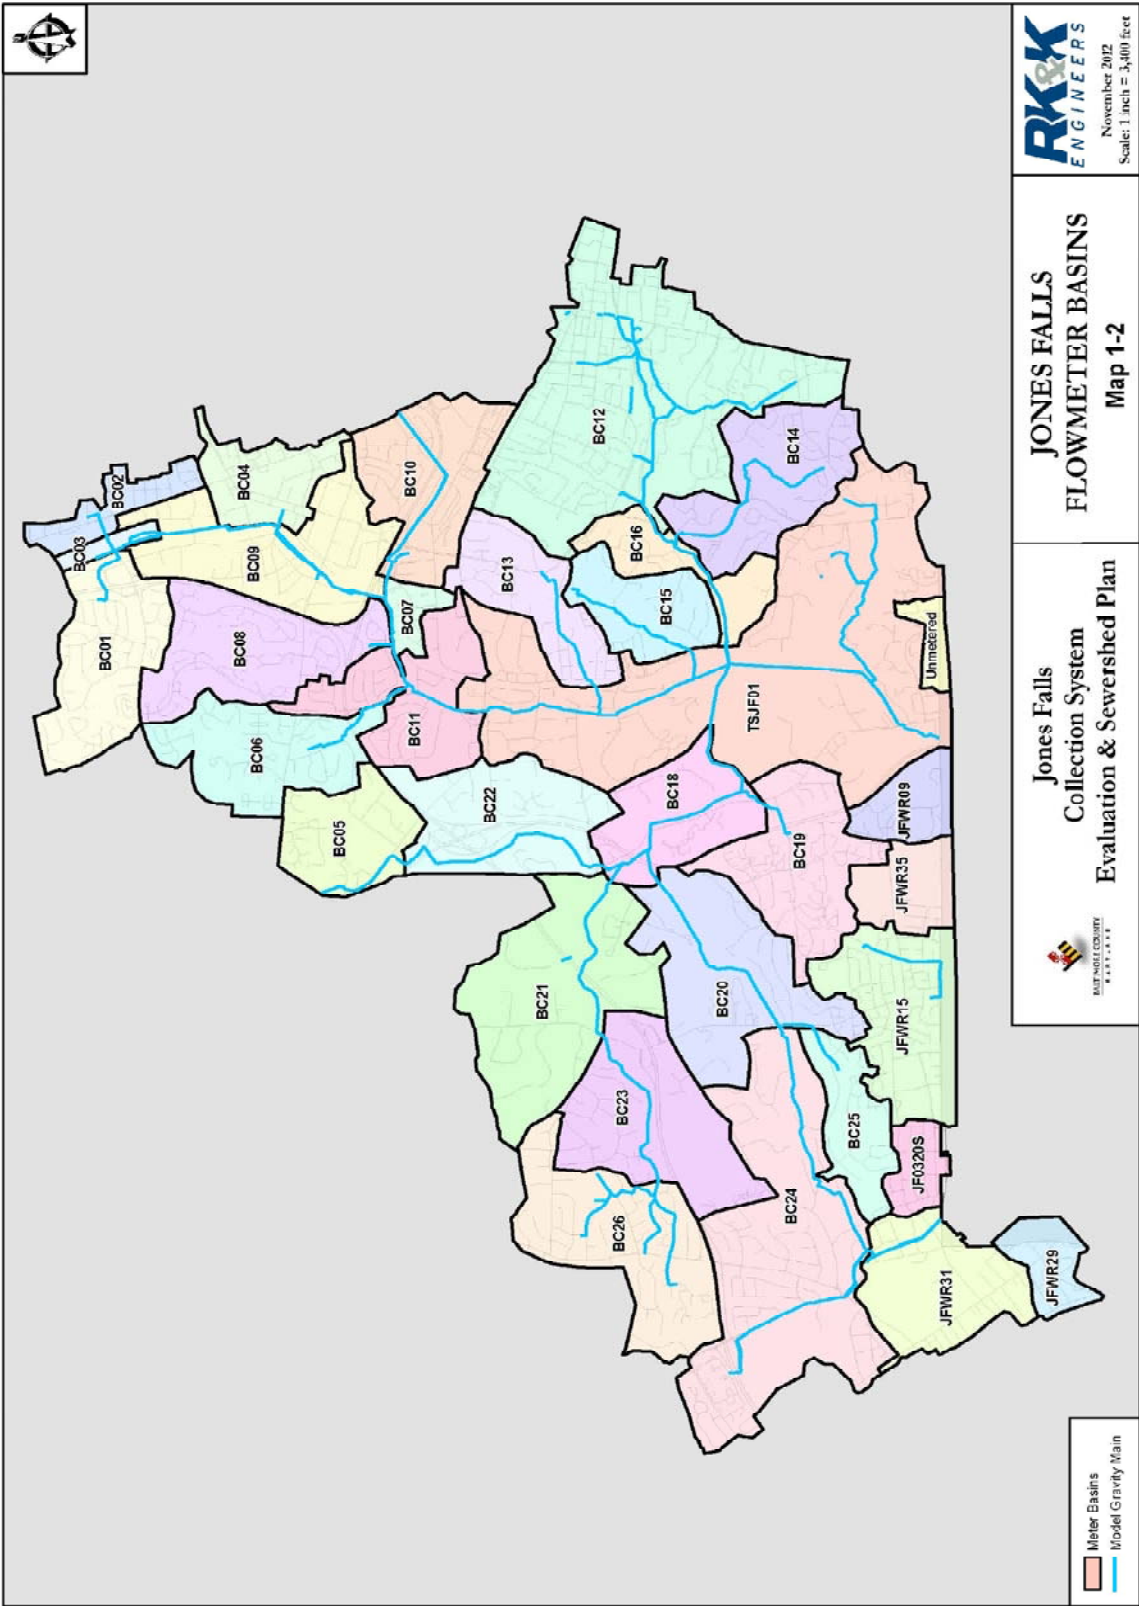 BC03
BC01
BC02
BC08
BC04
BC09
BC06
BC05
BC07
BC10
BC11
BC22
BC13
BC21
BC12
BC26
BC23
BC16
BC15
BC18
BC20
TSJF01
BC24
BC14
BC19
BC25
JFWR15
JFWR35
JFWR09
JF0320S
Unmetered
JFWR31
JFWR29
Meter Basins
Model Gravity Main
BALTIMORE COUNTY
MARYLAND
Jones Falls
Collection System
Evaluation & Sewershed Plan
JONES FALLS
FLOWMETER BASINS
Map 1-2
RK&K
ENGINEERS
November 2012
Scale: 1 inch = 3,400 feet